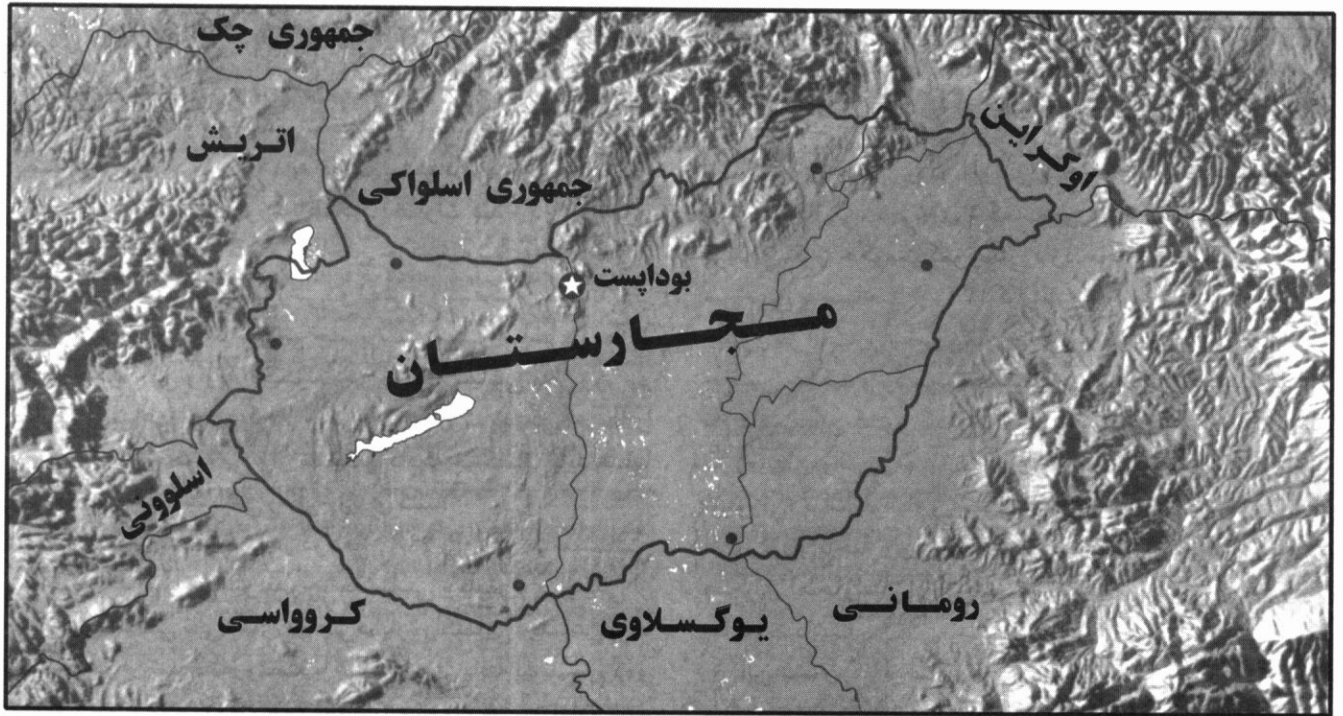 جمهوری چک
اتریش
جمهوری اسلواکی
اوکراین
بوداپست
مجارستان
اسلوونی
کروواسی
یوگسلاوی
رومانی